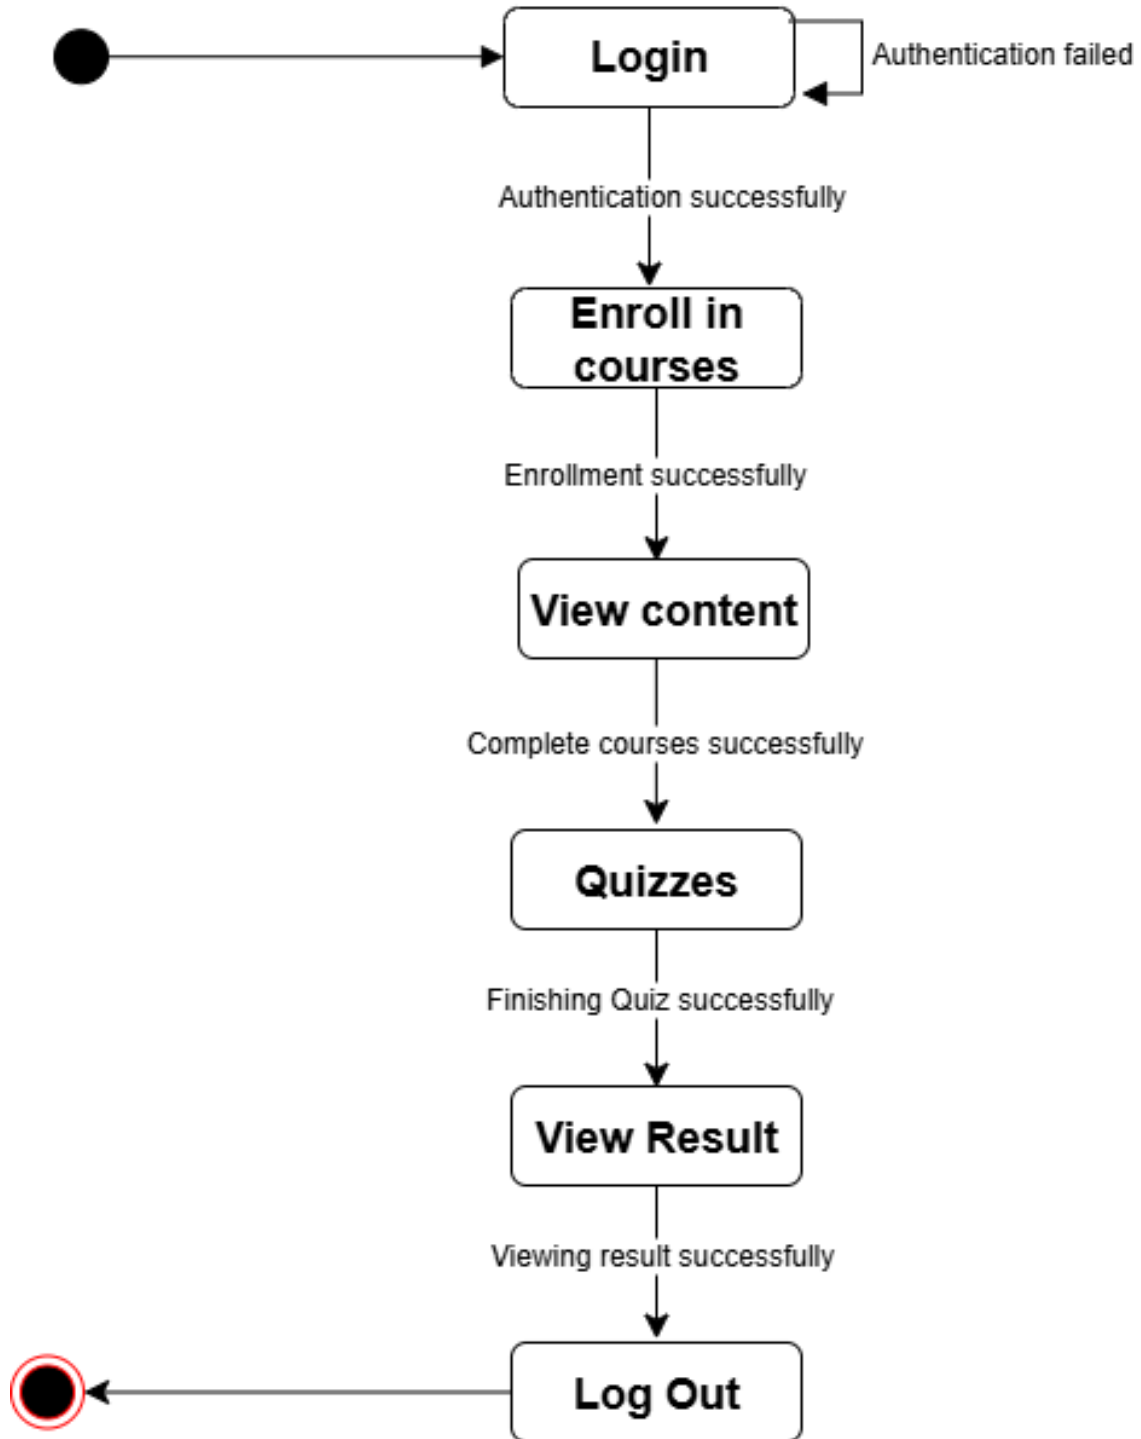 Login
Authentication failed
Authentication successfully
Enroll in
courses
Enrollment successfully
View content
Complete courses successfully
Quizzes
Finishing Quiz successfully
View Result
Viewing result successfully
Log Out